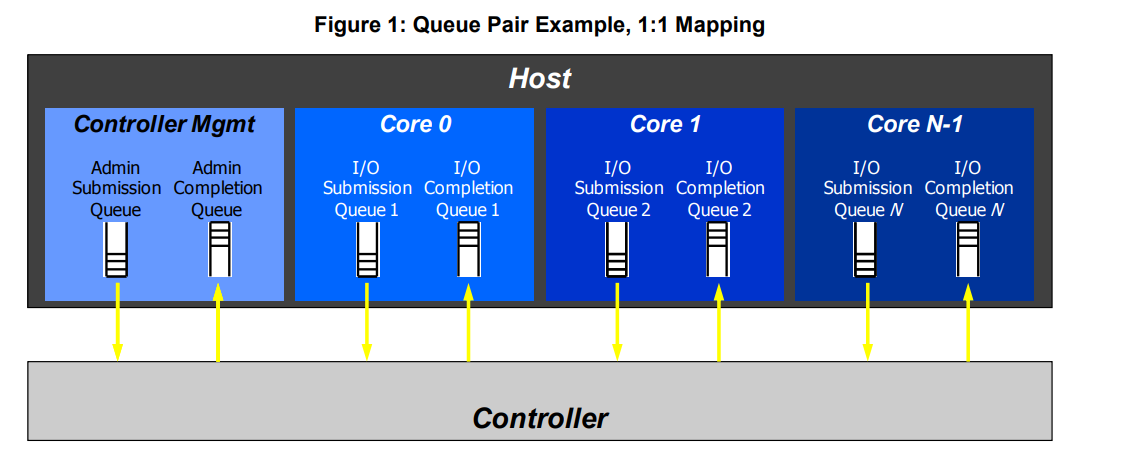 Figure 1: Queue Pair Example, 1:1 Mapping
Host
Controller Mgmt
Admin
Submission
Queue
Admin
Completion
Queue
Core 0
I/O
Submission
Queue 1
I/O
Completion
Queue 1
Core 1
I/O
Submission
Queue 2
I/O
Completion
Queue 2
Core N-1
I/O
Submission
Queue N
I/O
Completion
Queue N
Controller